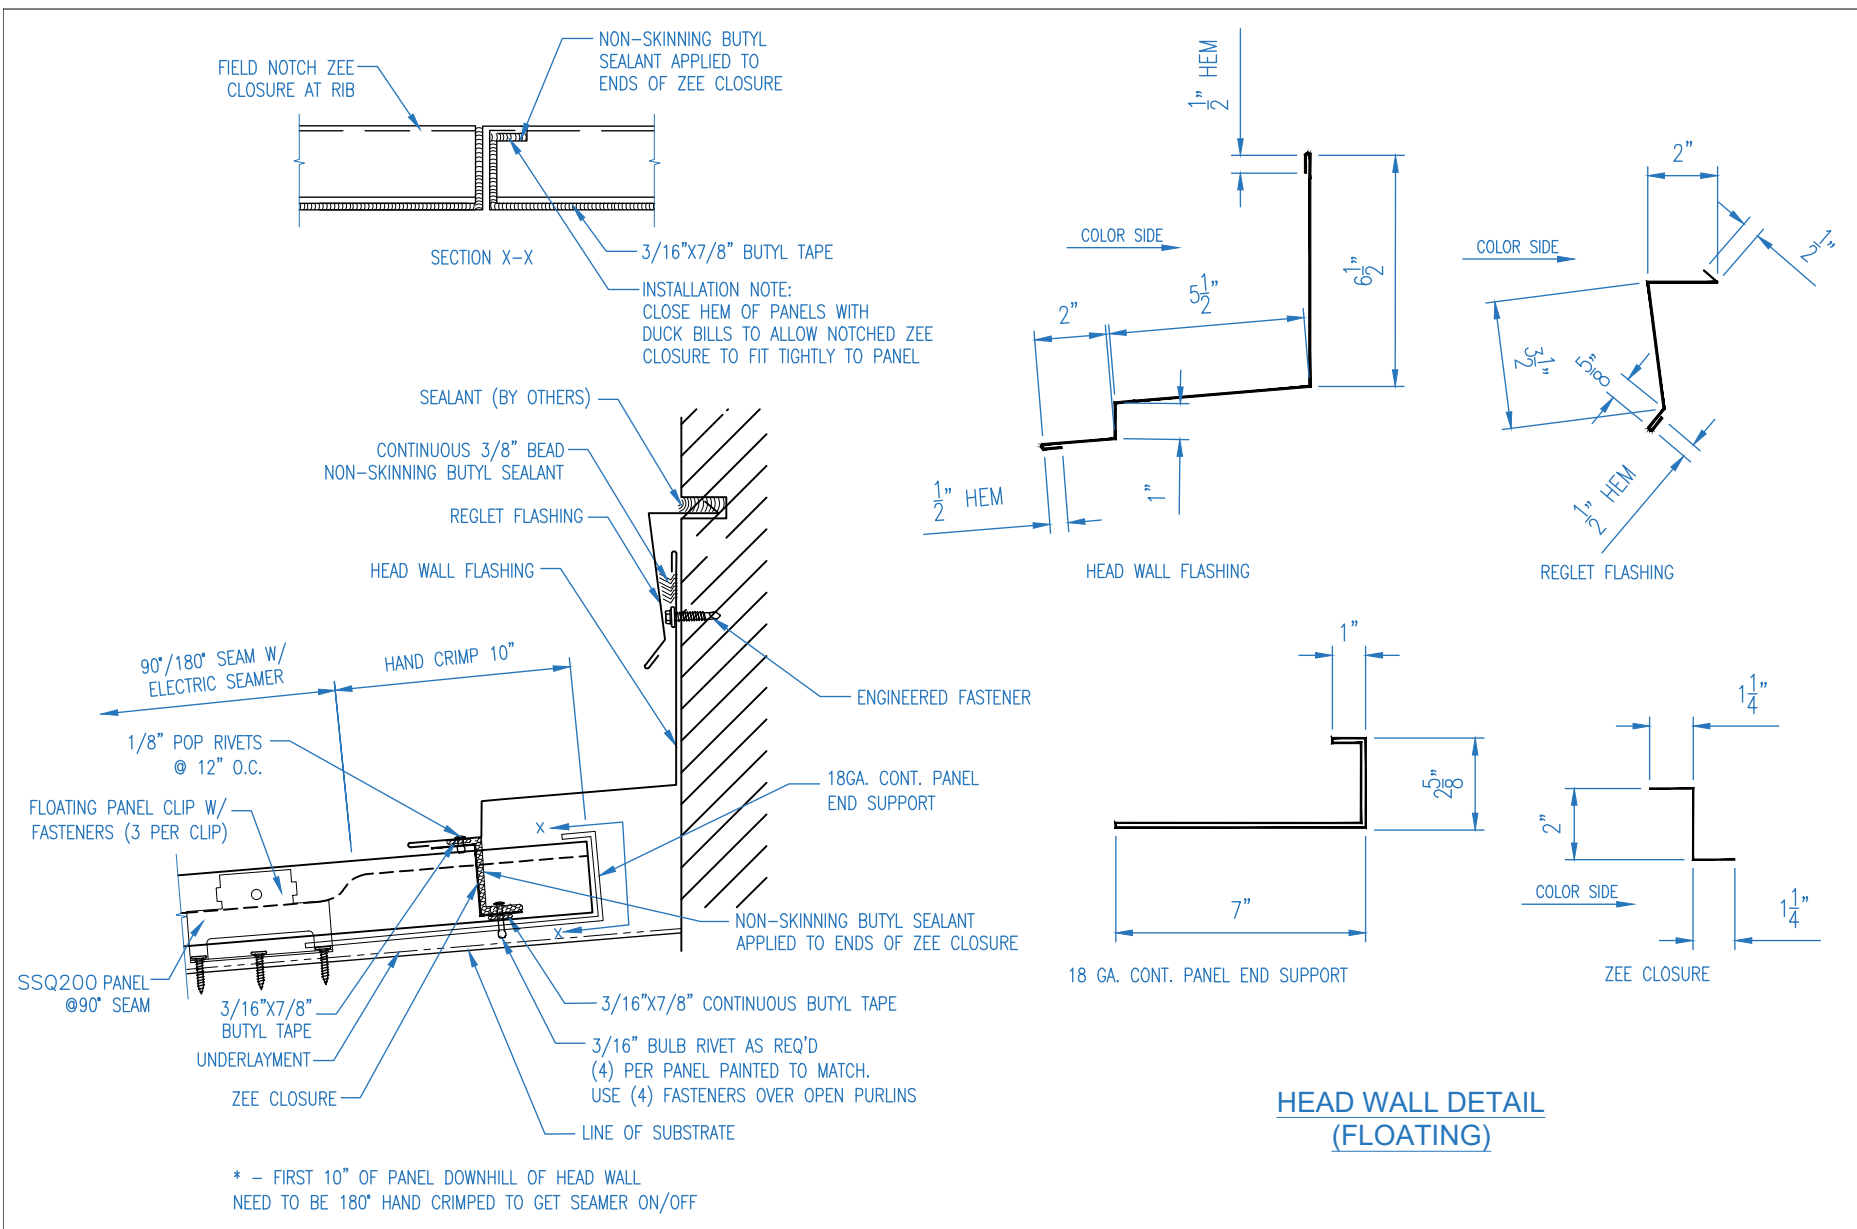 FIELD NOTCH ZEE
CLOSURE AT RIB
NON-SKINNING BUTYL
SEALANT APPLIED TO
ENDS OF ZEE CLOSURE
SECTION X-X
3/16"X7/8" BUTYL TAPE
INSTALLATION NOTE:
CLOSE HEM OF PANELS WITH
DUCK BILLS TO ALLOW NOTCHED ZEE
CLOSURE TO FIT TIGHTLY TO PANEL
SEALANT (BY OTHERS)
CONTINUOUS 3/8" BEAD
NON-SKINNING BUTYL SEALANT
REGLET FLASHING
HEAD WALL FLASHING
90°/180° SEAM W/
ELECTRIC SEAMER
HAND CRIMP 10"
ENGINEERED FASTENER
1/8" POP RIVETS
@ 12" O.C.
18GA. CONT. PANEL
END SUPPORT
FLOATING PANEL CLIP W/
FASTENERS (3 PER CLIP)
X
X
NON-SKINNING BUTYL SEALANT
APPLIED TO ENDS OF ZEE CLOSURE
SSQ200 PANEL
@90° SEAM
3/16"X7/8"
BUTYL TAPE
3/16"X7/8" CONTINUOUS BUTYL TAPE
UNDERLAYMENT
3/16" BULB RIVET AS REQ'D
(4) PER PANEL PAINTED TO MATCH.
USE (4) FASTENERS OVER OPEN PURLINS
ZEE CLOSURE
LINE OF SUBSTRATE
* - FIRST 10" OF PANEL DOWNHILL OF HEAD WALL
NEED TO BE 180° HAND CRIMPED TO GET SEAMER ON/OFF
1/2" HEM
COLOR SIDE
6 1/2"
5 1/2"
2"
1"
1/2" HEM
HEAD WALL FLASHING
2"
1/2"
COLOR SIDE
3 1/2"
5/8"
1/2" HEM
REGLET FLASHING
1"
2 5/8"
7"
18 GA. CONT. PANEL END SUPPORT
1 1/4"
2"
COLOR SIDE
1 1/4"
ZEE CLOSURE
HEAD WALL DETAIL
(FLOATING)